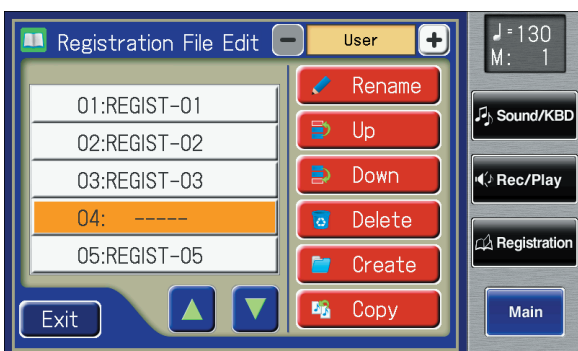 Registration File Edit
User
01:REGIST-01
02:REGIST-02
03:REGIST-03
04: -----
05:REGIST-05
Exit
Rename
Up
Down
Delete
Create
Copy
♩=130
M: 1
Sound/KBD
Rec/Play
Registration
Main